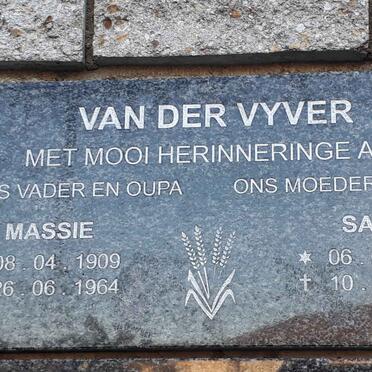 VAN DER VYVER
MET MOOI HERINNERINGE A
S VADER EN OUPA ONS MOEDER
MASSIE SA
08 . 04 . 1909 ✶ 06 .
26 . 06 . 1964 † 10 .